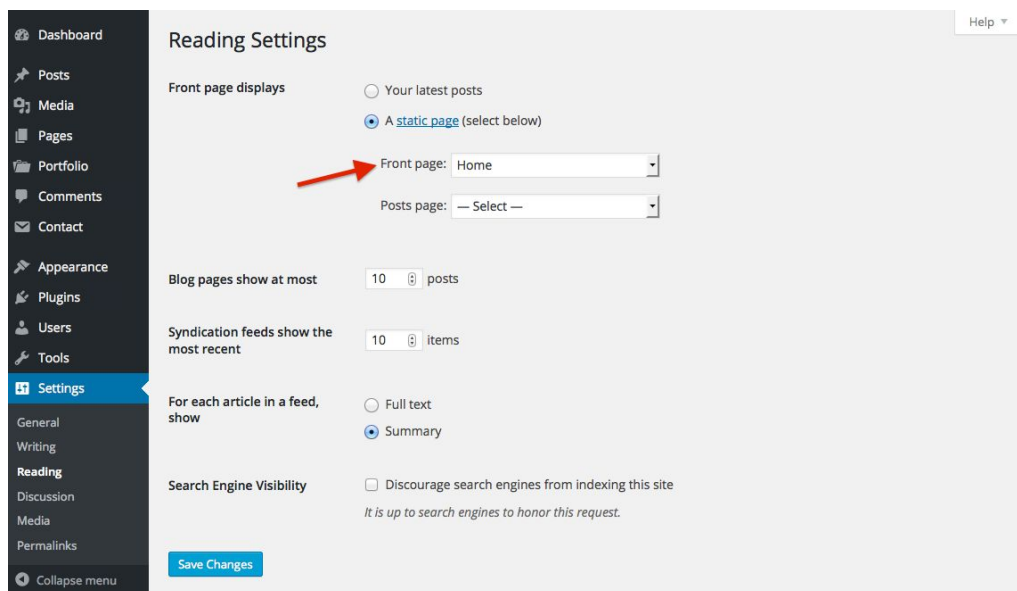 Help
Dashboard
Posts
Media
Pages
Portfolio
Comments
Contact
Appearance
Plugins
Users
Tools
Settings
General
Writing
Reading
Discussion
Media
Permalinks
Collapse menu
Reading Settings
Front page displays
Your latest posts
A static page (select below)
Front page: Home
Posts page: — Select —
Blog pages show at most 10 posts
Syndication feeds show the
most recent 10 items
For each article in a feed,
show
Full text
Summary
Search Engine Visibility
Discourage search engines from indexing this site
It is up to search engines to honor this request.
Save Changes